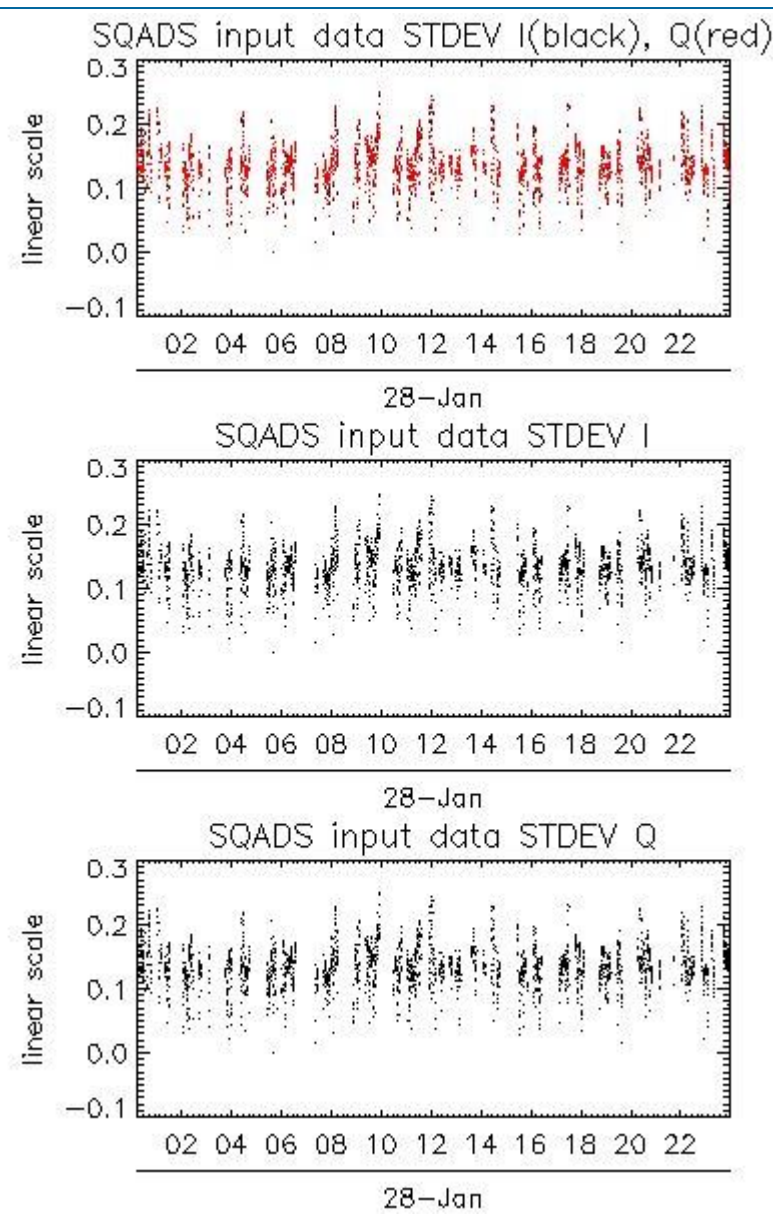 SQADS input data STDEV I(black), Q(red)
0.3
0.2
0.1
0.0
−0.1
linear scale
02 04 06 08 10 12 14 16 18 20 22
28−Jan
SQADS input data STDEV I
0.3
0.2
0.1
0.0
−0.1
linear scale
02 04 06 08 10 12 14 16 18 20 22
28−Jan
SQADS input data STDEV Q
0.3
0.2
0.1
0.0
−0.1
linear scale
02 04 06 08 10 12 14 16 18 20 22
28−Jan